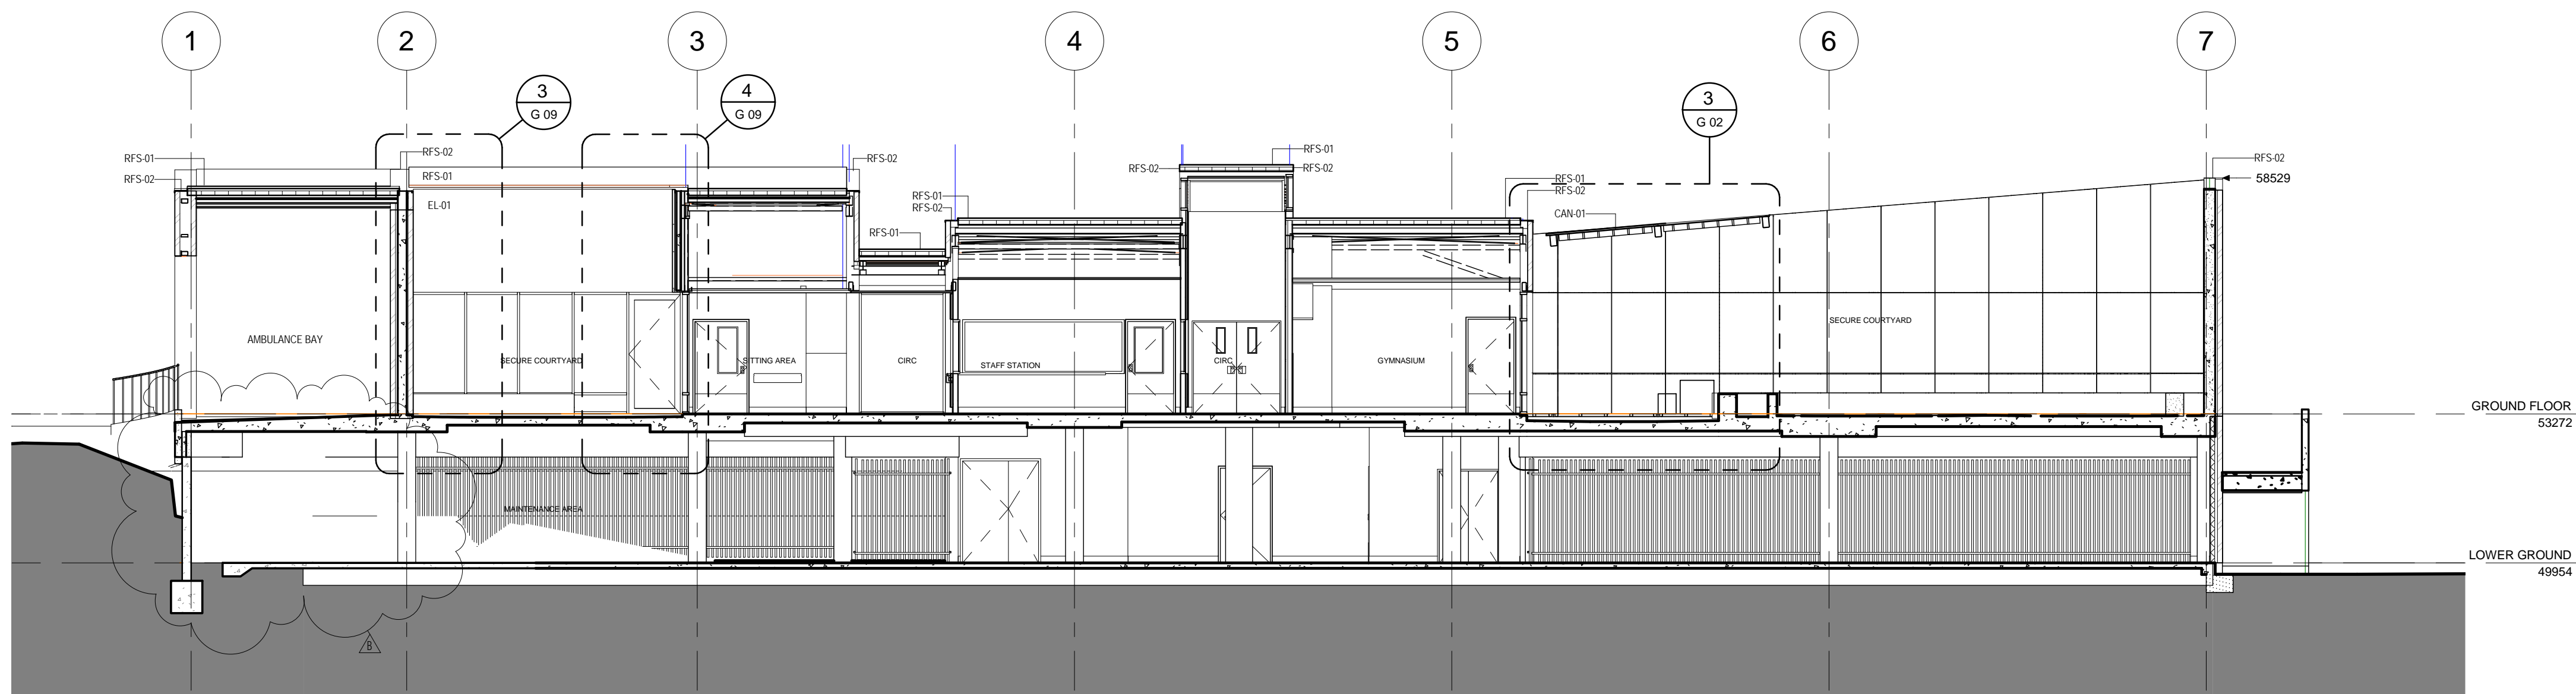 1
2
3
4
5
6
7
3
G 09
4
G 09
3
G 02
RFS-01
RFS-02
RFS-02
RFS-01
EL-01
RFS-02
RFS-01
RFS-01
RFS-02
RFS-02
RFS-01
RFS-02
RFS-01
RFS-02
CAN-01
RFS-02
58529
AMBULANCE BAY
SECURE COURTYARD
SITTING AREA
CIRC
STAFF STATION
CIRC
GYMNASIUM
SECURE COURTYARD
GROUND FLOOR
53272
MAINTENANCE AREA
LOWER GROUND
49954
B